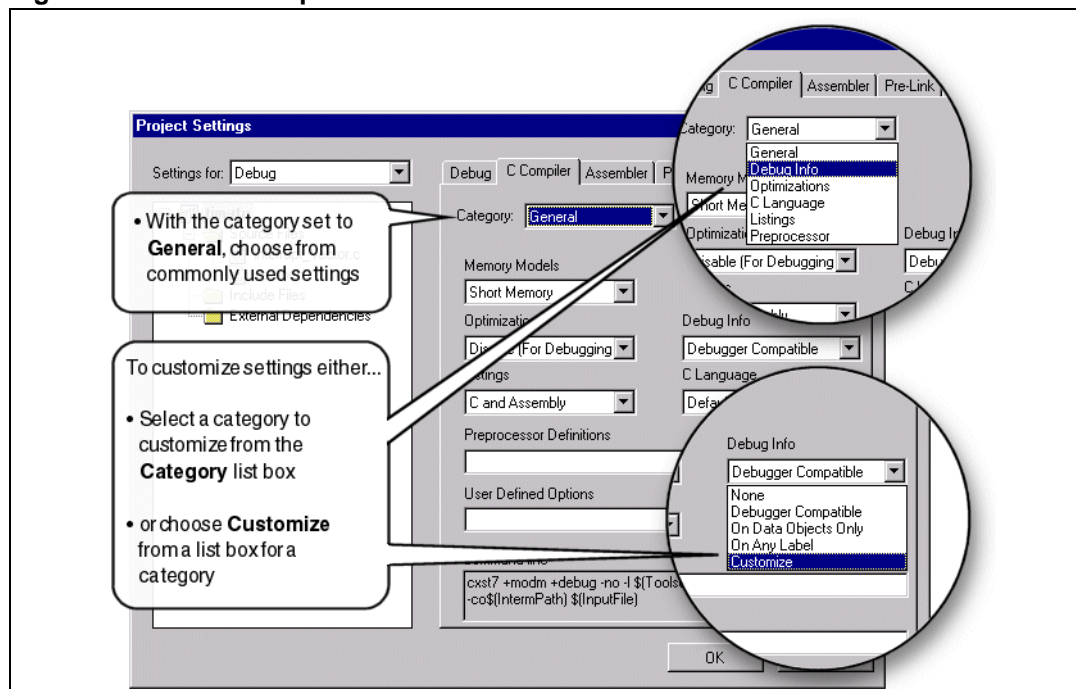 Project Settings
Settings for: Debug
Debug C Compiler Assembler P
Category: General
• With the category set to
General, choose from
commonly used settings
Include Files
External Dependencies
Memory Models
Short Memory
Debug Info
Disable (For Debugging
Debugger Compatible
Listings
C Language
C and Assembly
Preprocessor Definitions
User Defined Options
cxst7 +modm +debug -no -l $(Tools
-co$(IntermPath) $(InputFile)
OK
To customize settings either...
• Select a category to
customize from the
Category list box
• or choose Customize
from a list box for a
category
C Compiler Assembler Pre-Link
Category: General
General
Debug Info
Optimizations
C Language
Listings
Preprocessor
(For Debugging
Debug Info
Debugger Compatible
None
Debugger Compatible
On Data Objects Only
On Any Label
Customize